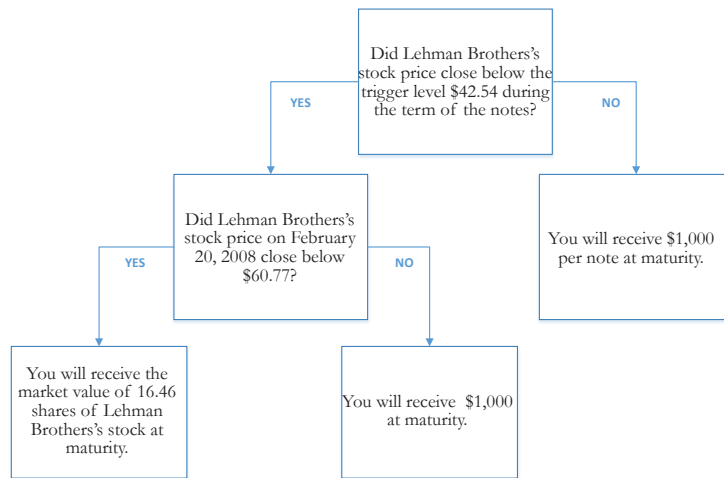 Did Lehman Brothers's
stock price close below the
trigger level $42.54 during
the term of the notes?
YES
NO
Did Lehman Brothers's
stock price on February
20, 2008 close below
$60.77?
You will receive $1,000
per note at maturity.
YES
NO
You will receive the
market value of 16.46
shares of Lehman
Brothers's stock at
maturity.
You will receive $1,000
at maturity.